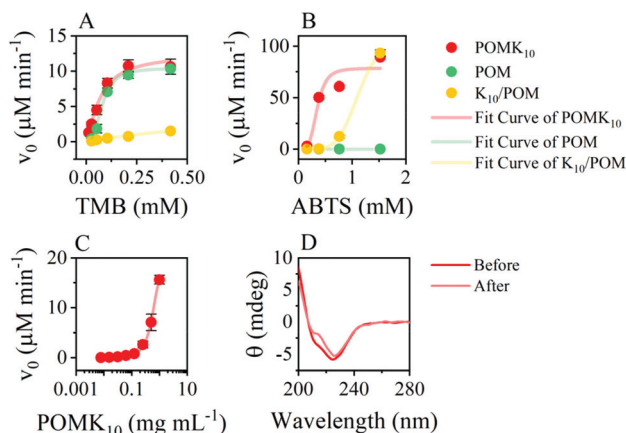 A
v₀ (μM min⁻¹)
15
10
5
0
0.00 0.25 0.50
TMB (mM)
B
v₀ (μM min⁻¹)
100
75
50
25
0
0 1 2
ABTS (mM)
POMK₁₀
POM
K₁₀/POM
Fit Curve of POMK₁₀
Fit Curve of POM
Fit Curve of K₁₀/POM
C
v₀ (μM min⁻¹)
20
10
0
0.001 0.1 10
POMK₁₀ (mg mL⁻¹)
D
θ (mdeg)
10
5
0
-5
200 240 280
Wavelength (nm)
Before
After